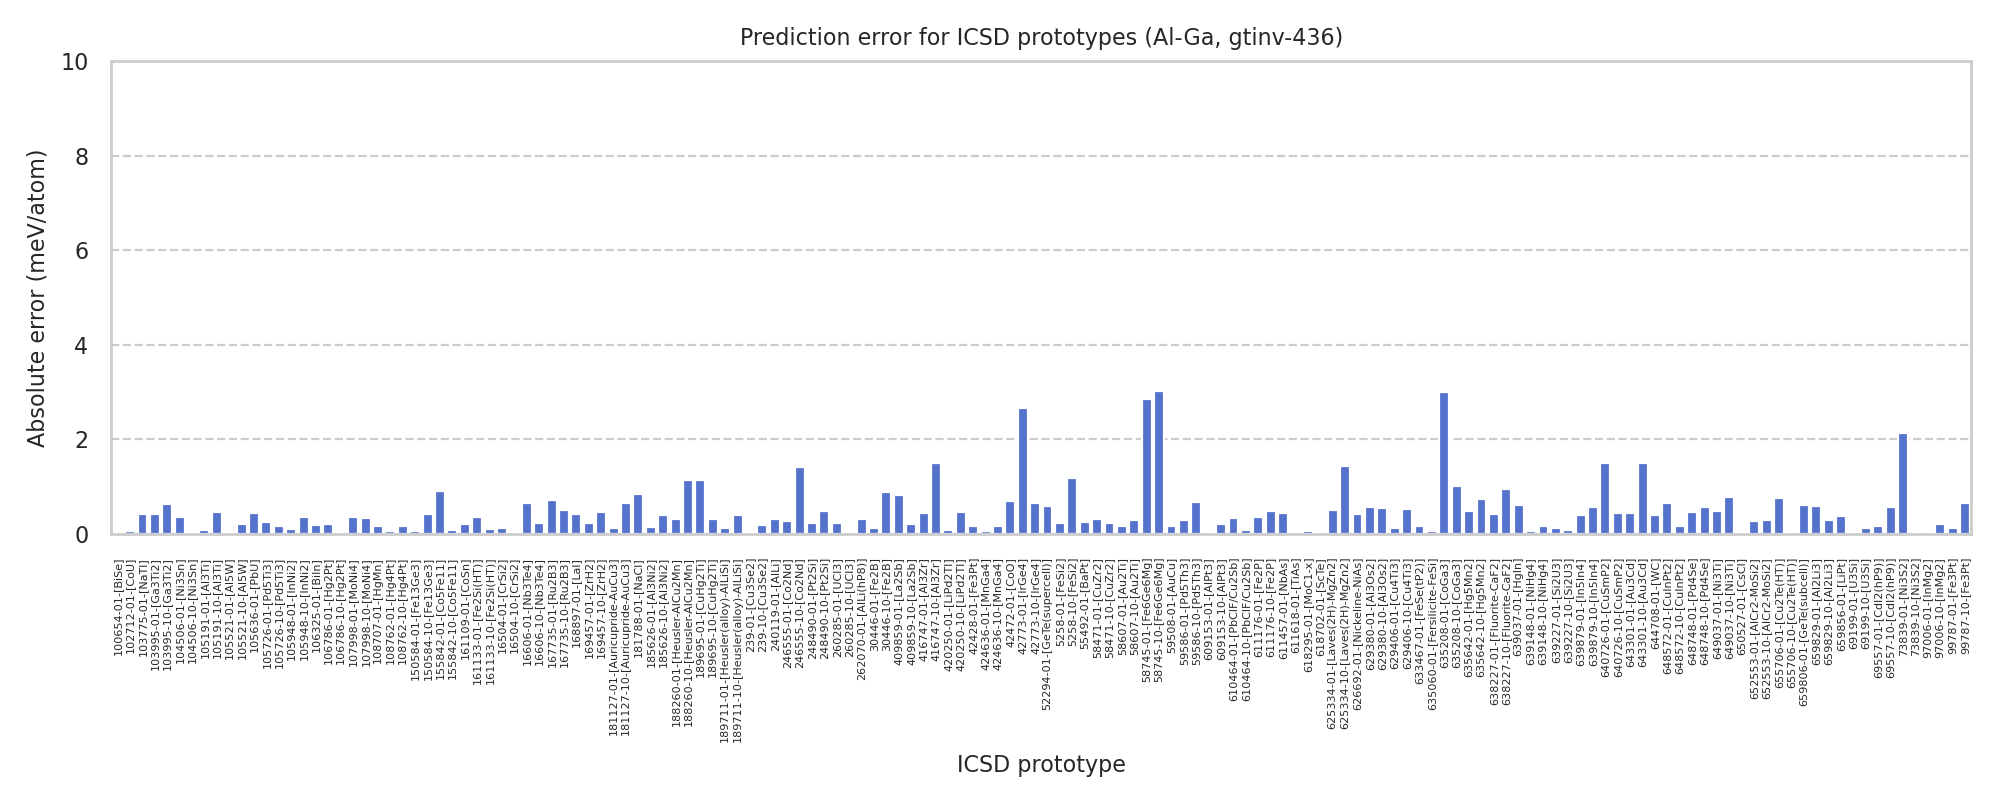 Prediction error for ICSD prototypes (Al-Ga, gtinv-436)
Absolute error (meV/atom)
10
8
6
4
2
0
100654-01-[BiSe]
102712-01-[CoU]
103775-01-[NaTl]
103995-01-[Ga3Ti2]
103995-10-[Ga3Ti2]
104506-01-[Ni3Sn]
104506-10-[Ni3Sn]
105191-01-[Al3Ti]
105191-10-[Al3Ti]
105521-01-[Al5W]
105521-10-[Al5W]
105636-01-[PbU]
105726-01-[Pd5Ti3]
105726-10-[Pd5Ti3]
105948-01-[InNi2]
105948-10-[InNi2]
106325-01-[BiIn]
106786-01-[Hg2Pt]
106786-10-[Hg2Pt]
107998-01-[MoNi4]
107998-10-[MoNi4]
108707-01-[HgMn]
108762-01-[Hg4Pt]
108762-10-[Hg4Pt]
150584-01-[Fe13Ge3]
150584-10-[Fe13Ge3]
155842-01-[Co5Fe11]
155842-10-[Co5Fe11]
161109-01-[CoSn]
161133-01-[Fe2Si(HT)]
161133-10-[Fe2Si(HT)]
16504-01-[CrSi2]
16504-10-[CrSi2]
16606-01-[Nb3Te4]
16606-10-[Nb3Te4]
167735-01-[Ru2B3]
167735-10-[Ru2B3]
168897-01-[LaI]
169457-01-[ZrH2]
169457-10-[ZrH2]
181127-01-[Auricupride-AuCu3]
181127-10-[Auricupride-AuCu3]
181788-01-[NaCl]
185626-01-[Al3Ni2]
185626-10-[Al3Ni2]
188260-01-[Heusler-AlCu2Mn]
188260-10-[Heusler-AlCu2Mn]
189695-01-[CuHg2Ti]
189695-10-[CuHg2Ti]
189711-01-[Heusler(alloy)-AlLiSi]
189711-10-[Heusler(alloy)-AlLiSi]
239-01-[Cu3Se2]
239-10-[Cu3Se2]
240119-01-[AlLi]
246555-01-[Co2Nd]
246555-10-[Co2Nd]
248490-01-[Pt2Si]
248490-10-[Pt2Si]
260285-01-[UCl3]
260285-10-[UCl3]
262070-01-[AlLi(hP8)]
30446-01-[Fe2B]
30446-10-[Fe2B]
409859-01-[La2Sb]
409859-10-[La2Sb]
416747-01-[Al3Zr]
416747-10-[Al3Zr]
420250-01-[LiPd2Tl]
420250-10-[LiPd2Tl]
42428-01-[Fe3Pt]
424636-01-[MnGa4]
424636-10-[MnGa4]
42472-01-[CoO]
42773-01-[IrGe4]
42773-10-[IrGe4]
52294-01-[GeTe(supercell)]
5258-01-[FeSi2]
5258-10-[FeSi2]
55492-01-[BaPt]
58471-01-[CuZr2]
58471-10-[CuZr2]
58607-01-[Au2Ti]
58607-10-[Au2Ti]
58745-01-[Fe6Ge6Mg]
58745-10-[Fe6Ge6Mg]
59508-01-[AuCu]
59586-01-[Pd5Th3]
59586-10-[Pd5Th3]
609153-01-[AlPt3]
609153-10-[AlPt3]
610464-01-[PbClF/Cu2Sb]
610464-10-[PbClF/Cu2Sb]
611176-01-[Fe2P]
611176-10-[Fe2P]
611457-01-[NbAs]
611618-01-[TiAs]
618295-01-[MoC1-x]
618702-01-[ScTe]
625334-01-[Laves(2H)-MgZn2]
625334-10-[Laves(2H)-MgZn2]
626692-01-[Nickeline-NiAs]
629380-01-[Al3Os2]
629380-10-[Al3Os2]
629406-01-[Cu4Ti3]
629406-10-[Cu4Ti3]
633467-01-[FeSe(tP2)]
635060-01-[Fersilicite-FeSi]
635208-01-[CoGa3]
635208-10-[CoGa3]
635642-01-[Hg5Mn2]
635642-10-[Hg5Mn2]
638227-01-[Fluorite-CaF2]
638227-10-[Fluorite-CaF2]
639037-01-[HgIn]
639148-01-[NiHg4]
639148-10-[NiHg4]
639227-01-[Si2U3]
639227-10-[Si2U3]
639879-01-[In5In4]
639879-10-[In5In4]
640726-01-[CuSmP2]
640726-10-[CuSmP2]
643301-01-[Au3Cd]
643301-10-[Au3Cd]
644708-01-[WC]
648572-01-[CuInPt2]
648572-10-[CuInPt2]
648748-01-[Pd4Se]
648748-10-[Pd4Se]
649037-01-[Ni3Ti]
649037-10-[Ni3Ti]
650527-01-[CsCl]
652553-01-[AlCr2-MoSi2]
652553-10-[AlCr2-MoSi2]
655706-01-[Cu2Te(HT)]
655706-10-[Cu2Te(HT)]
659806-01-[GeTe(subcell)]
659829-01-[Al2Li3]
659829-10-[Al2Li3]
659856-01-[LiPt]
69199-01-[U3Si]
69199-10-[U3Si]
69557-01-[CdI2(hP9)]
69557-10-[CdI2(hP9)]
73839-01-[Ni3S2]
73839-10-[Ni3S2]
97006-01-[InMg2]
97006-10-[InMg2]
99787-01-[Fe3Pt]
99787-10-[Fe3Pt]
ICSD prototype